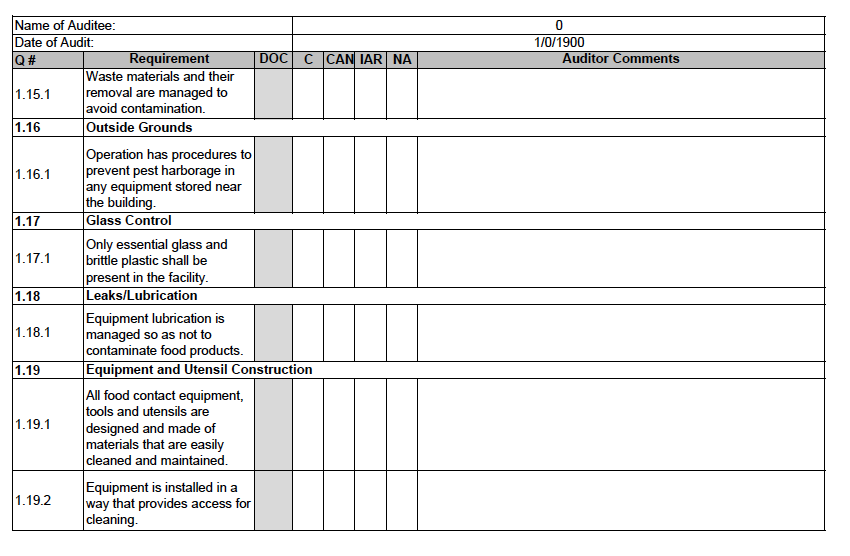 Name of Auditee: 0
Date of Audit: 1/0/1900
Q # Requirement DOC C CAN IAR NA Auditor Comments
1.15.1
Waste materials and their
removal are managed to
avoid contamination.
1.16 Outside Grounds
1.16.1
Operation has procedures to
prevent pest harborage in
any equipment stored near
the building.
1.17 Glass Control
1.17.1
Only essential glass and
brittle plastic shall be
present in the facility.
1.18 Leaks/Lubrication
1.18.1
Equipment lubrication is
managed so as not to
contaminate food products.
1.19 Equipment and Utensil Construction
1.19.1
All food contact equipment,
tools and utensils are
designed and made of
materials that are easily
cleaned and maintained.
1.19.2
Equipment is installed in a
way that provides access for
cleaning.